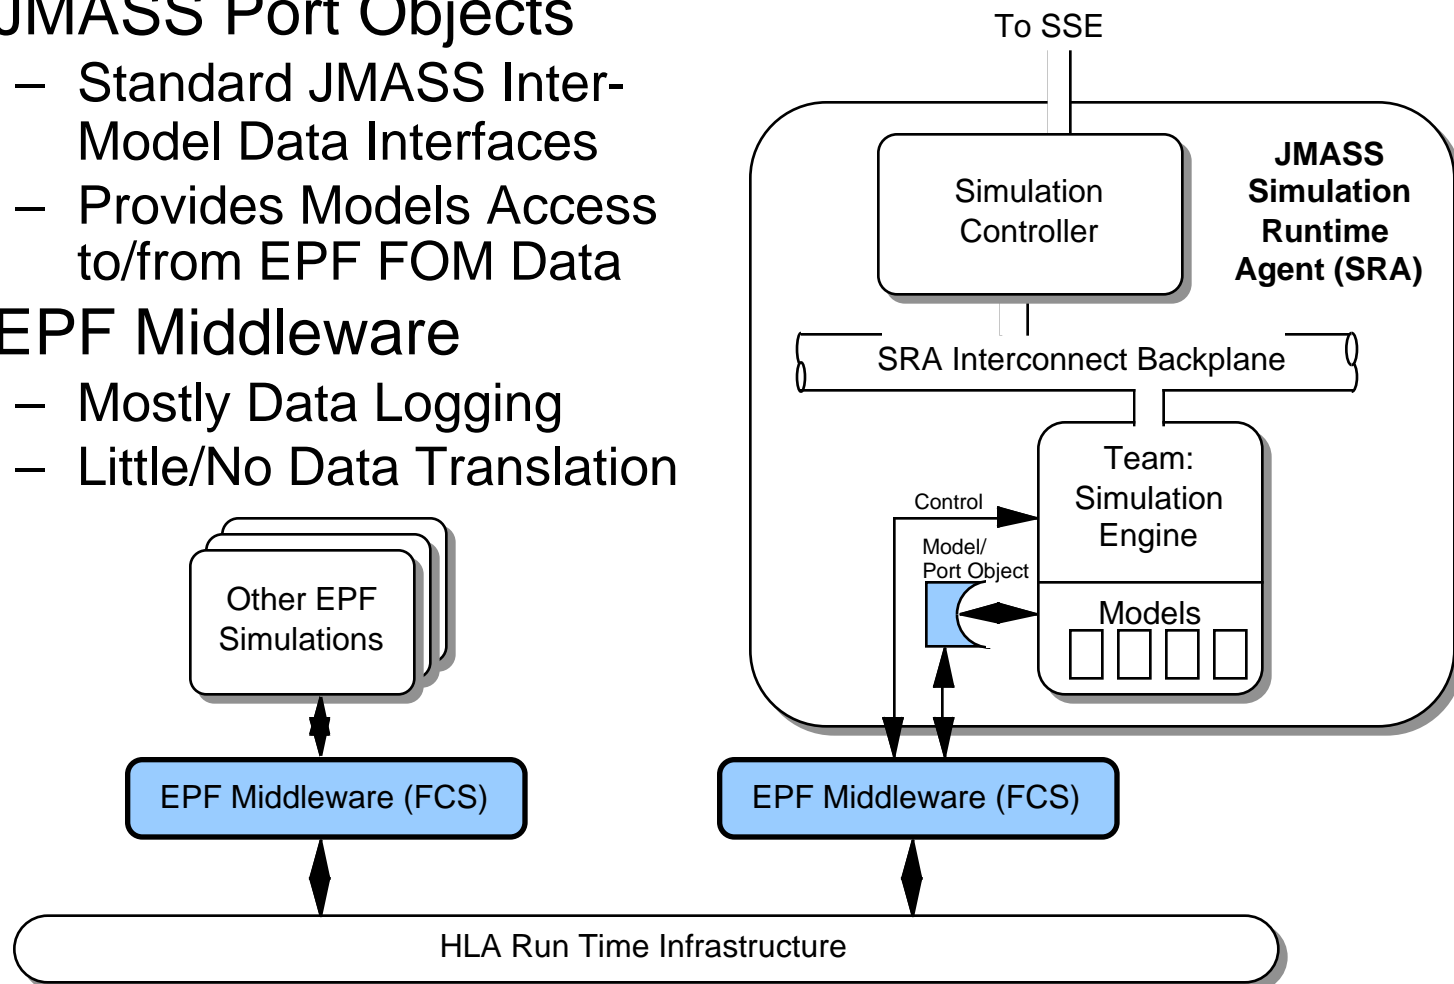 JMASS Port Objects
– Standard JMASS Inter-
Model Data Interfaces
– Provides Models Access
to/from EPF FOM Data
EPF Middleware
– Mostly Data Logging
– Little/No Data Translation
To SSE
Simulation
Controller
JMASS
Simulation
Runtime
Agent (SRA)
SRA Interconnect Backplane
Team:
Simulation
Engine
Control
Model/
Port Object
Models
Other EPF
Simulations
EPF Middleware (FCS)
EPF Middleware (FCS)
HLA Run Time Infrastructure